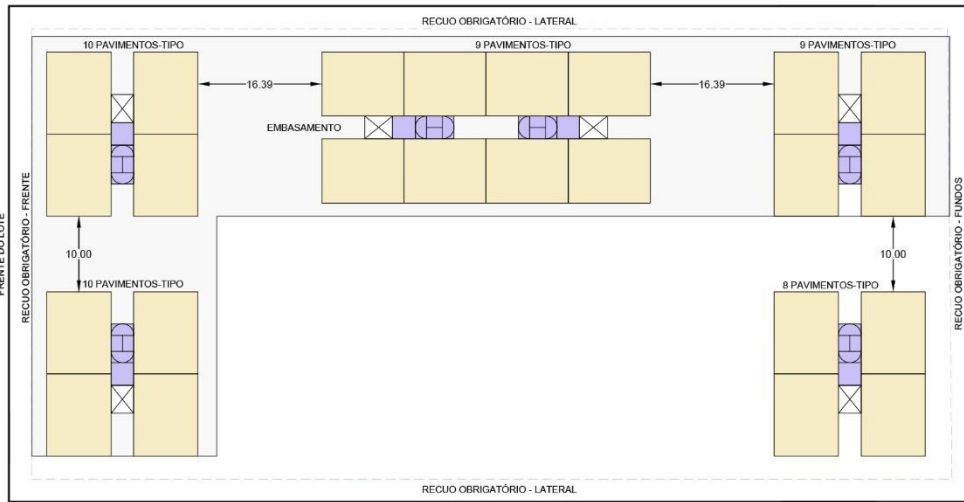 RECUO OBRIGATÓRIO - LATERAL
10 PAVIMENTOS-TIPO
9 PAVIMENTOS-TIPO
9 PAVIMENTOS-TIPO
16.39
16.39
EMBASAMENTO
FRENTE DO LOTE
RECUO OBRIGATÓRIO - FRENTE
RECUO OBRIGATÓRIO - FUNDOS
10.00
10.00
10 PAVIMENTOS-TIPO
8 PAVIMENTOS-TIPO
RECUO OBRIGATÓRIO - LATERAL